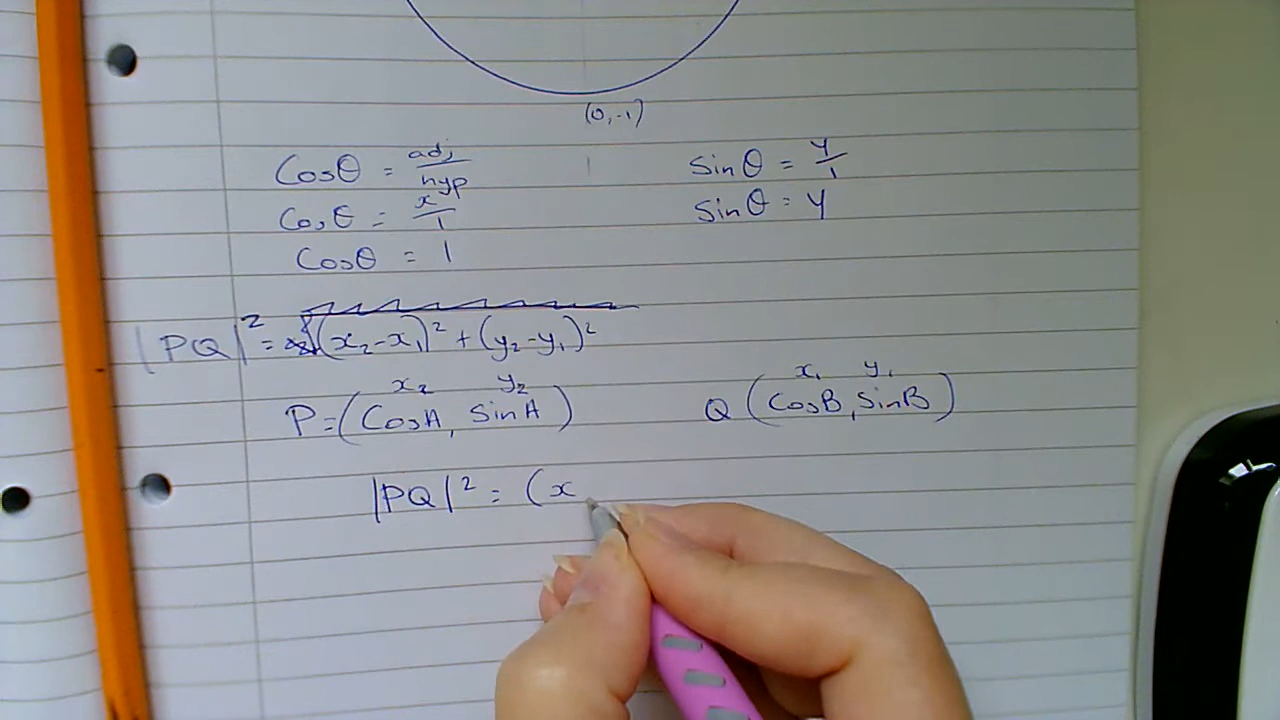 (0,-1)
Cosθ = adj/hyp
Sinθ = y/1
Cosθ = x/1
Sinθ = y
Cosθ = 1
|PQ|² = (x₂-x₁)² + (y₂-y₁)²
x₂ y₂
x₁ y₁
P=(CosA, SinA)
Q (CosB, SinB)
|PQ|² = (x